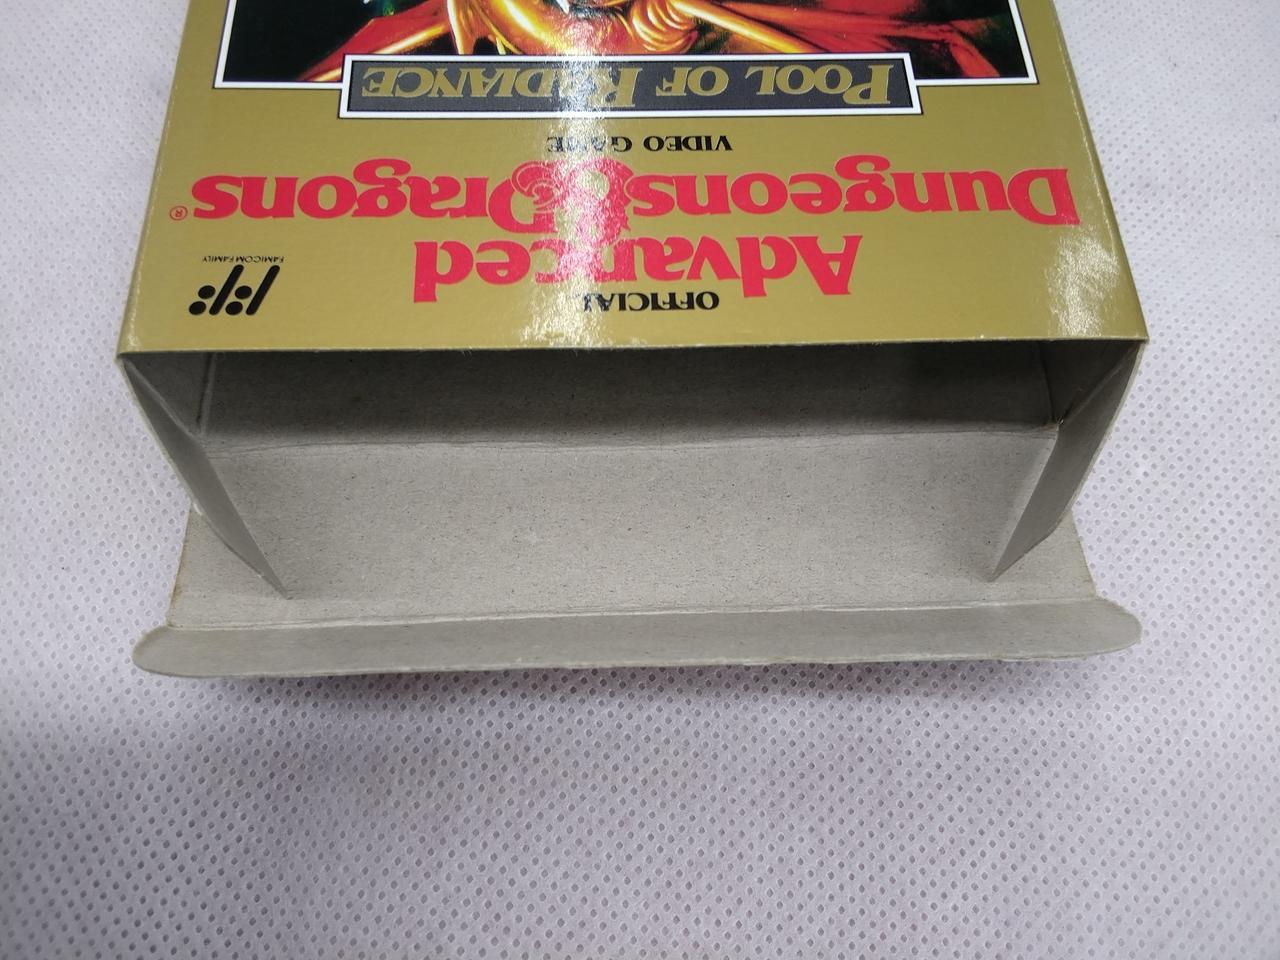 OFFICIAL
Advanced
Dungeons & Dragons®
VIDEO GAME
POOL OF RADIANCE
FAMICOM FAMILY